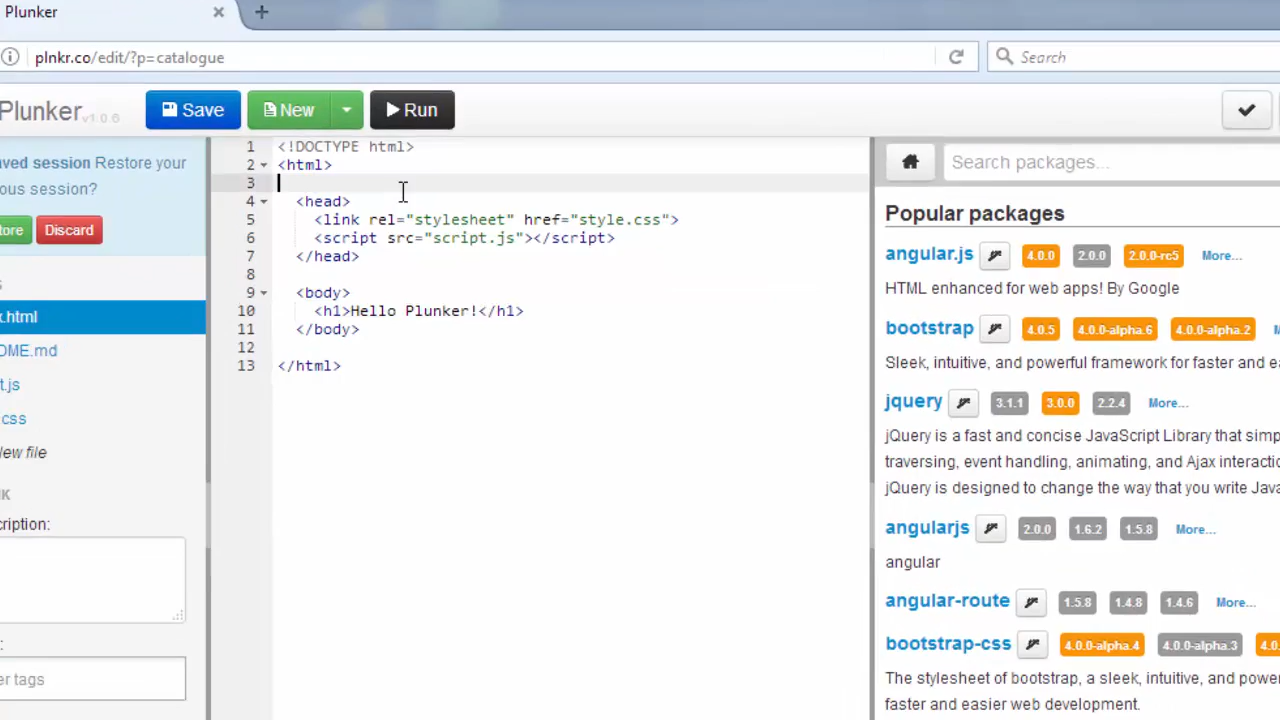 Plunker
plnkr.co/edit/?p=catalogue
Search
Plunker v1.0.6
Save
New
Run
ved session Restore your
ous session?
ore
Discard
.html
OME.md
t.js
css
ew file
K
cription:
:
er tags
1 <!DOCTYPE html>
2 <html>
3
4 <head>
5 <link rel="stylesheet" href="style.css">
6 <script src="script.js"></script>
7 </head>
8
9 <body>
10 <h1>Hello Plunker!</h1>
11 </body>
12
13 </html>
Search packages...
Popular packages
angular.js 4.0.0 2.0.0 2.0.0-rc5 More...
HTML enhanced for web apps! By Google
bootstrap 4.0.5 4.0.0-alpha.6 4.0.0-alpha.2 M
Sleek, intuitive, and powerful framework for faster and ea
jquery 3.1.1 3.0.0 2.2.4 More...
jQuery is a fast and concise JavaScript Library that simp
traversing, event handling, animating, and Ajax interactio
jQuery is designed to change the way that you write Java
angularjs 2.0.0 1.6.2 1.5.8 More...
angular
angular-route 1.5.8 1.4.8 1.4.6 More...
bootstrap-css 4.0.0-alpha.4 4.0.0-alpha.3 4.0
The stylesheet of bootstrap, a sleek, intuitive, and power
faster and easier web development.